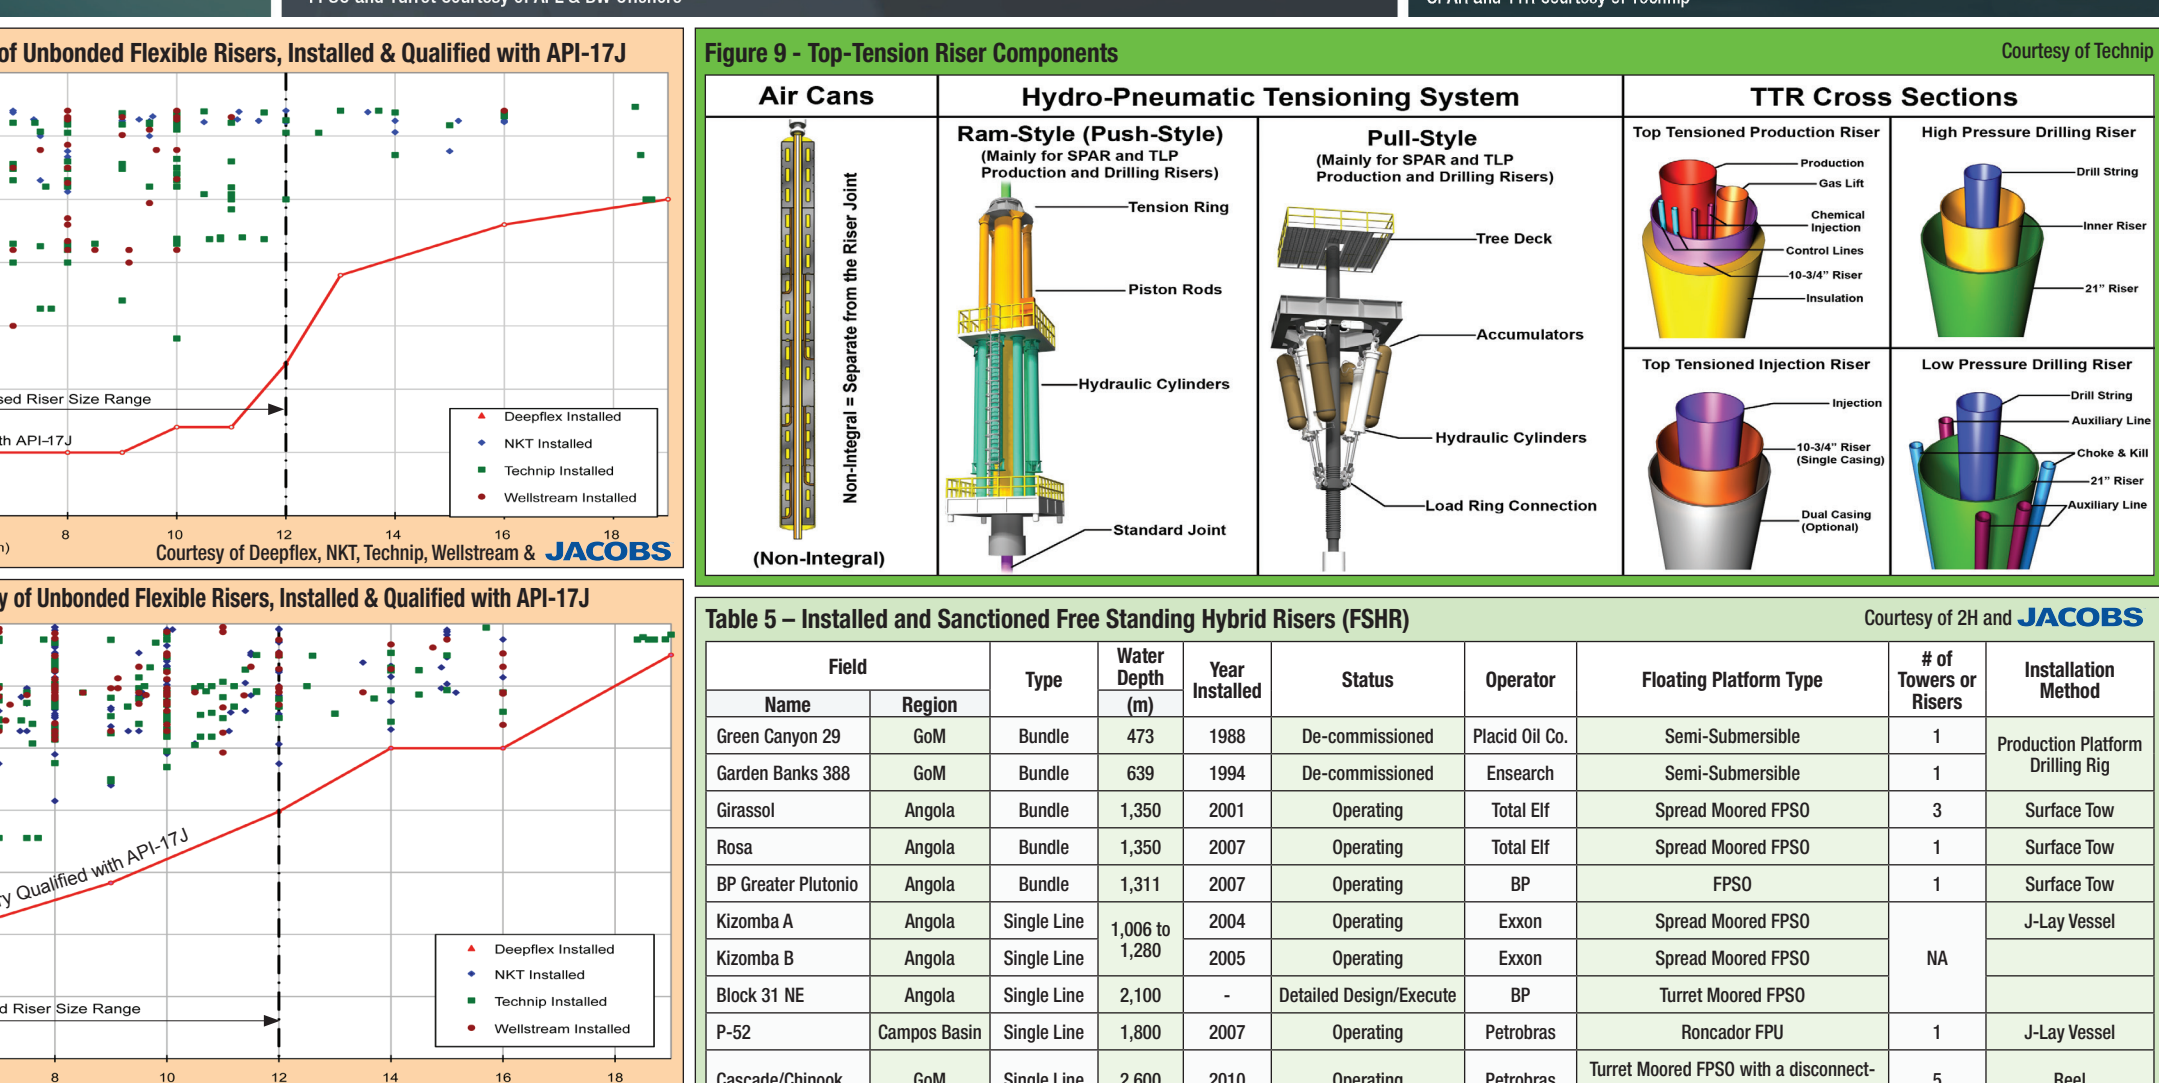 of Unbonded Flexible Risers, Installed & Qualified with API-17J
sed Riser Size Range
th API-17J
Deepflex Installed
NKT Installed
Technip Installed
Wellstream Installed
8 10 12 14 16 18
Courtesy of Deepflex, NKT, Technip, Wellstream & JACOBS
y of Unbonded Flexible Risers, Installed & Qualified with API-17J
ry Qualified with API-17J
d Riser Size Range
Deepflex Installed
NKT Installed
Technip Installed
Wellstream Installed
8 10 12 14 16 18
Figure 9 - Top-Tension Riser Components
Courtesy of Technip
Air Cans
Non-Integral = Separate from the Riser Joint
(Non-Integral)
Hydro-Pneumatic Tensioning System
Ram-Style (Push-Style)
(Mainly for SPAR and TLP
Production and Drilling Risers)
Tension Ring
Piston Rods
Hydraulic Cylinders
Standard Joint
Pull-Style
(Mainly for SPAR and TLP
Production and Drilling Risers)
Tree Deck
Accumulators
Hydraulic Cylinders
Load Ring Connection
TTR Cross Sections
Top Tensioned Production Riser
Production
Gas Lift
Chemical
Injection
Control Lines
10-3/4” Riser
Insulation
High Pressure Drilling Riser
Drill String
Inner Riser
21” Riser
Top Tensioned Injection Riser
Injection
10-3/4” Riser
(Single Casing)
Dual Casing
(Optional)
Low Pressure Drilling Riser
Drill String
Auxiliary Line
Choke & Kill
21” Riser
Auxiliary Line
Table 5 – Installed and Sanctioned Free Standing Hybrid Risers (FSHR)
Courtesy of 2H and JACOBS
Field
Name Region
Type
Water
Depth
(m)
Year
Installed
Status
Operator
Floating Platform Type
# of
Towers or
Risers
Installation
Method
Green Canyon 29 GoM Bundle 473 1988 De-commissioned Placid Oil Co. Semi-Submersible 1
Production Platform
Drilling Rig
Garden Banks 388 GoM Bundle 639 1994 De-commissioned Ensearch Semi-Submersible 1
Girassol Angola Bundle 1,350 2001 Operating Total Elf Spread Moored FPSO 3 Surface Tow
Rosa Angola Bundle 1,350 2007 Operating Total Elf Spread Moored FPSO 1 Surface Tow
BP Greater Plutonio Angola Bundle 1,311 2007 Operating BP FPSO 1 Surface Tow
Kizomba A Angola Single Line 2004 Operating Exxon Spread Moored FPSO J-Lay Vessel
1,006 to
1,280
Kizomba B Angola Single Line 2005 Operating Exxon Spread Moored FPSO NA
Block 31 NE Angola Single Line 2,100 - Detailed Design/Execute BP Turret Moored FPSO
P-52 Campos Basin Single Line 1,800 2007 Operating Petrobras Roncador FPU 1 J-Lay Vessel
Turret Moored FPSO with a disconnect-
Cascade/Chinook GoM Single Line 2,600 2010 Operating Petrobras 5 Reel